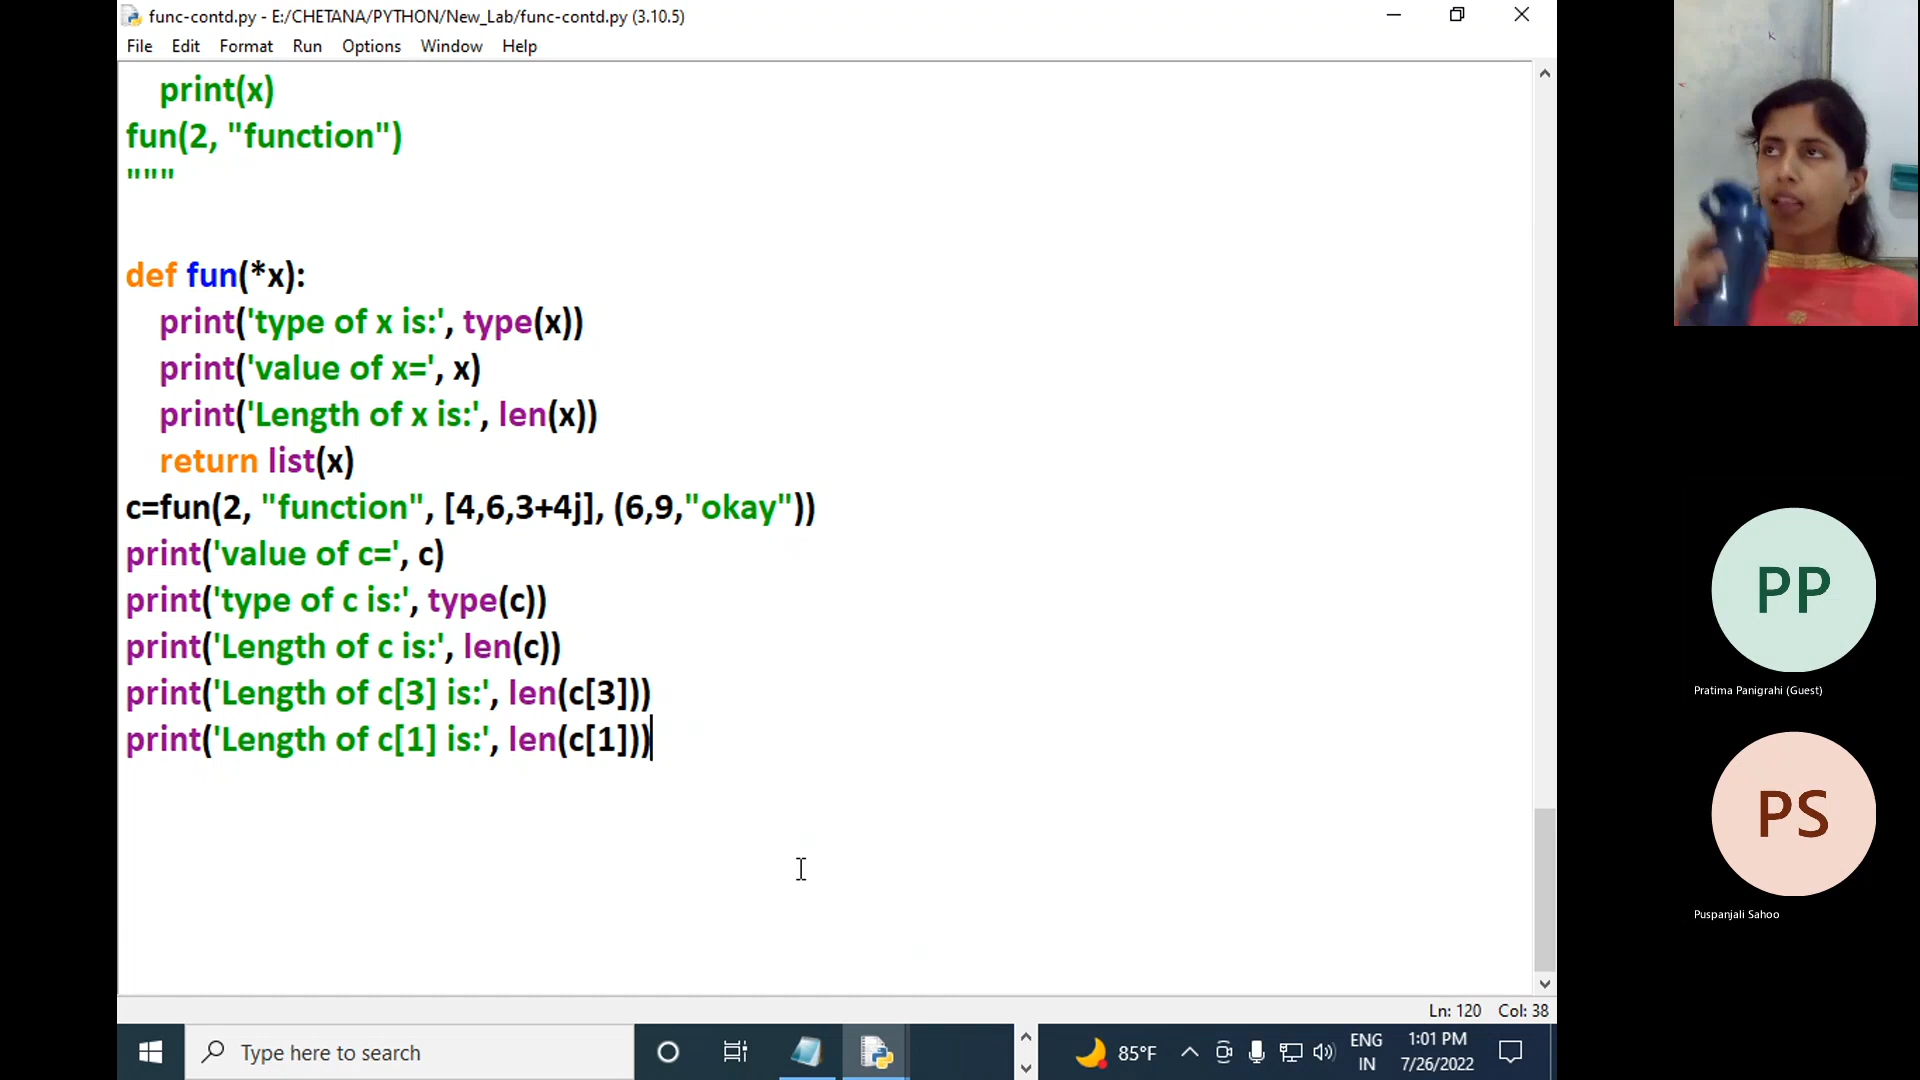 func-contd.py - E:/CHETANA/PYTHON/New_Lab/func-contd.py (3.10.5)
File Edit Format Run Options Window Help
print(x)
fun(2, "function")
"""
def fun(*x):
print('type of x is:', type(x))
print('value of x=', x)
print('Length of x is:', len(x))
return list(x)
c=fun(2, "function", [4,6,3+4j], (6,9,"okay"))
print('value of c=', c)
print('type of c is:', type(c))
print('Length of c is:', len(c))
print('Length of c[3] is:', len(c[3]))
print('Length of c[1] is:', len(c[1]))
Ln: 120 Col: 38
Type here to search
85°F
ENG
IN
1:01 PM
7/26/2022
PP
Pratima Panigrahi (Guest)
PS
Puspanjali Sahoo